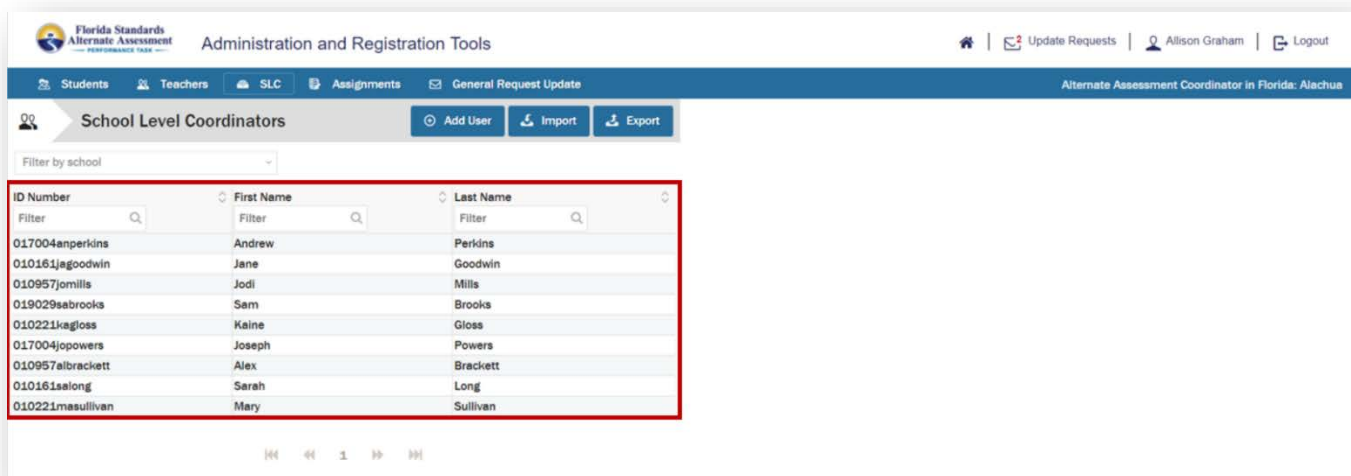 Florida Standards
Alternate Assessment
PERFORMANCE TASK
Administration and Registration Tools
2 Update Requests
Allison Graham
Logout
Students Teachers SLC Assignments General Request Update
Alternate Assessment Coordinator in Florida: Alachua
School Level Coordinators
Add User Import Export
Filter by school
ID Number First Name Last Name
Filter Filter Filter
017004anperkins Andrew Perkins
010161jagoodwin Jane Goodwin
010957jomills Jodi Mills
019029sabrooks Sam Brooks
010221kagloss Kaine Gloss
017004jopowers Joseph Powers
010957albrackett Alex Brackett
010161salong Sarah Long
010221masullivan Mary Sullivan
1